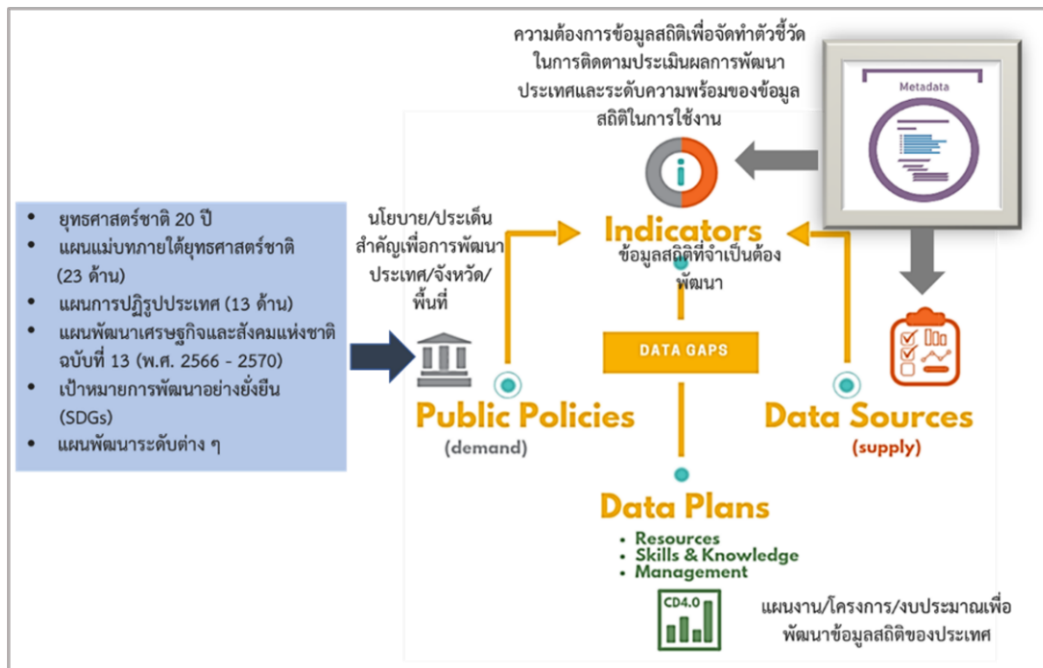 ความต้องการข้อมูลสถิติเพื่อจัดทำตัวชี้วัด
ในการติดตามประเมินผลการพัฒนา
ประเทศและระดับความพร้อมของข้อมูล
สถิติในการใช้งาน
Metadata
• ยุทธศาสตร์ชาติ 20 ปี
• แผนแม่บทภายใต้ยุทธศาสตร์ชาติ
(23 ด้าน)
• แผนการปฏิรูปประเทศ (13 ด้าน)
• แผนพัฒนาเศรษฐกิจและสังคมแห่งชาติ
ฉบับที่ 13 (พ.ศ. 2566 - 2570)
• เป้าหมายการพัฒนาอย่างยั่งยืน
(SDGs)
• แผนพัฒนาระดับต่าง ๆ
นโยบาย/ประเด็น
สำคัญเพื่อการพัฒนา
ประเทศ/จังหวัด/
พื้นที่
Indicators
ข้อมูลสถิติที่จำเป็นต้อง
พัฒนา
DATA GAPS
Public Policies
(demand)
Data Sources
(supply)
Data Plans
• Resources
• Skills & Knowledge
• Management
CD4.0
แผนงาน/โครงการ/งบประมาณเพื่อ
พัฒนาข้อมูลสถิติของประเทศ